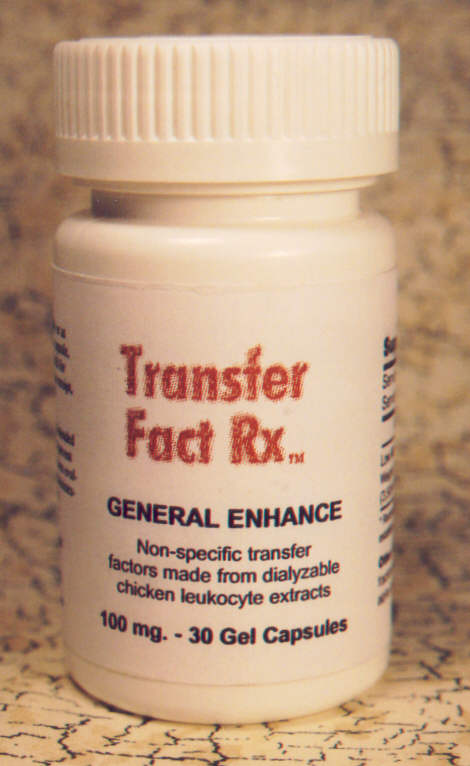 Transfer
Fact Rx™
GENERAL ENHANCE
Non-specific transfer
factors made from dialyzable
chicken leukocyte extracts
100 mg. - 30 Gel Capsules